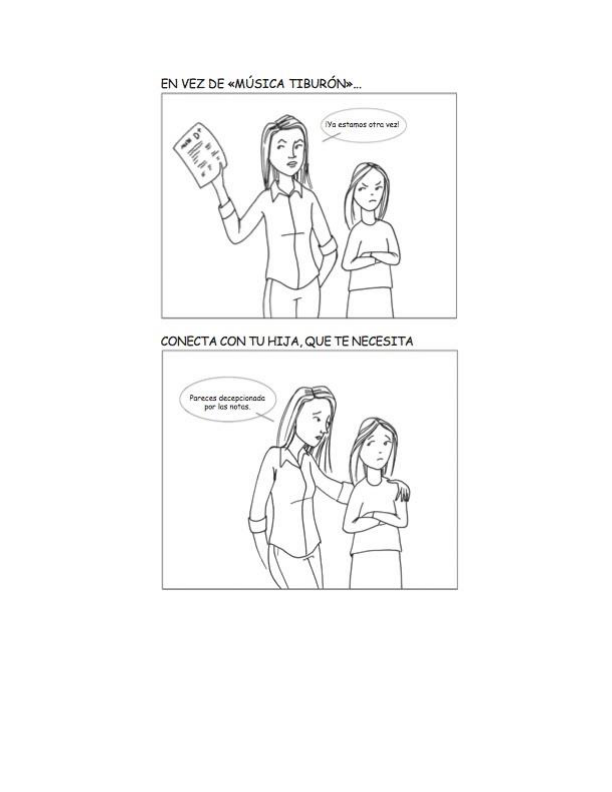 EN VEZ DE «MÚSICA TIBURÓN»...
¡Ya estamos otra vez!
D+
CONECTA CON TU HIJA, QUE TE NECESITA
Pareces decepcionada
por las notas.